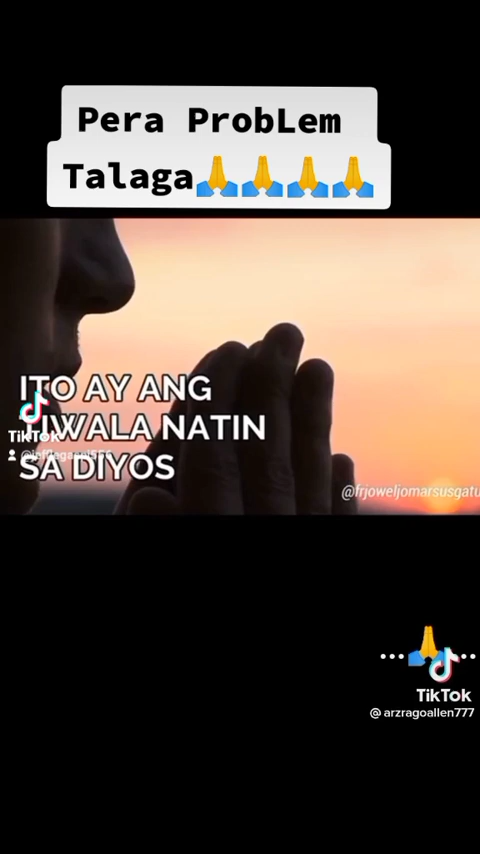 Pera ProbLem
Talaga🙏🙏🙏🙏
ITO AY ANG
TIWALA NATIN
SA DIYOS
TikTok
@frjoweljomarsusgatu
TikTok
@arzragoallen777